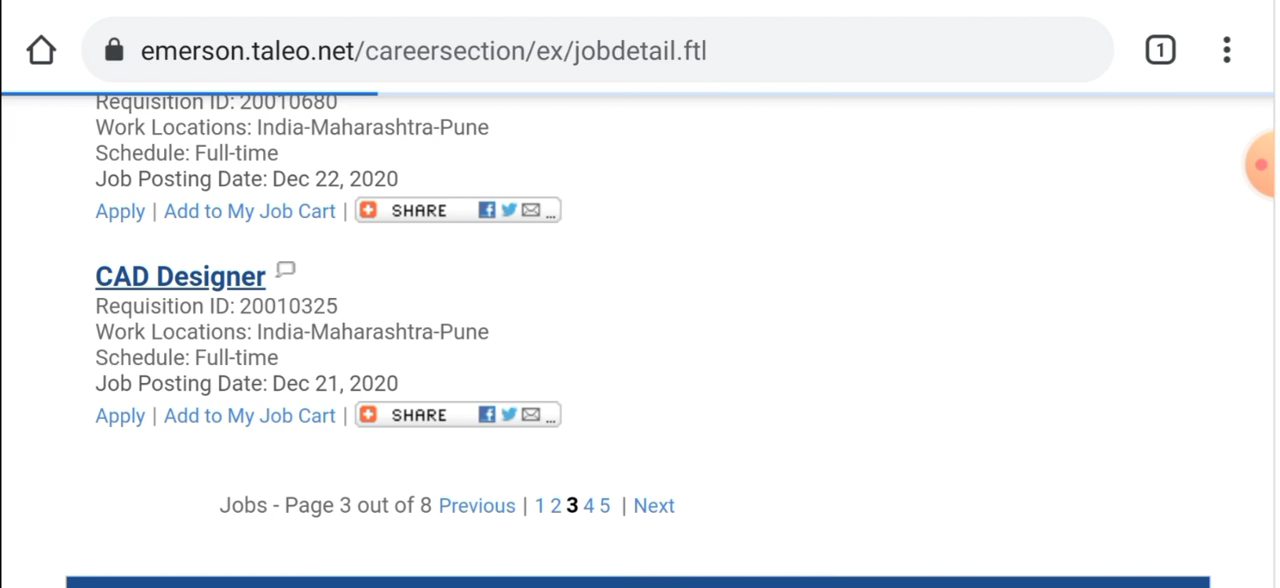 1
emerson.taleo.net/careersection/ex/jobdetail.ftl
Requisition ID: 20010680
Work Locations: India-Maharashtra-Pune
Schedule: Full-time
Job Posting Date: Dec 22, 2020
Apply | Add to My Job Cart | SHARE ...
CAD Designer
Requisition ID: 20010325
Work Locations: India-Maharashtra-Pune
Schedule: Full-time
Job Posting Date: Dec 21, 2020
Apply | Add to My Job Cart | SHARE ...
Jobs - Page 3 out of 8 Previous | 1 2 3 4 5 | Next